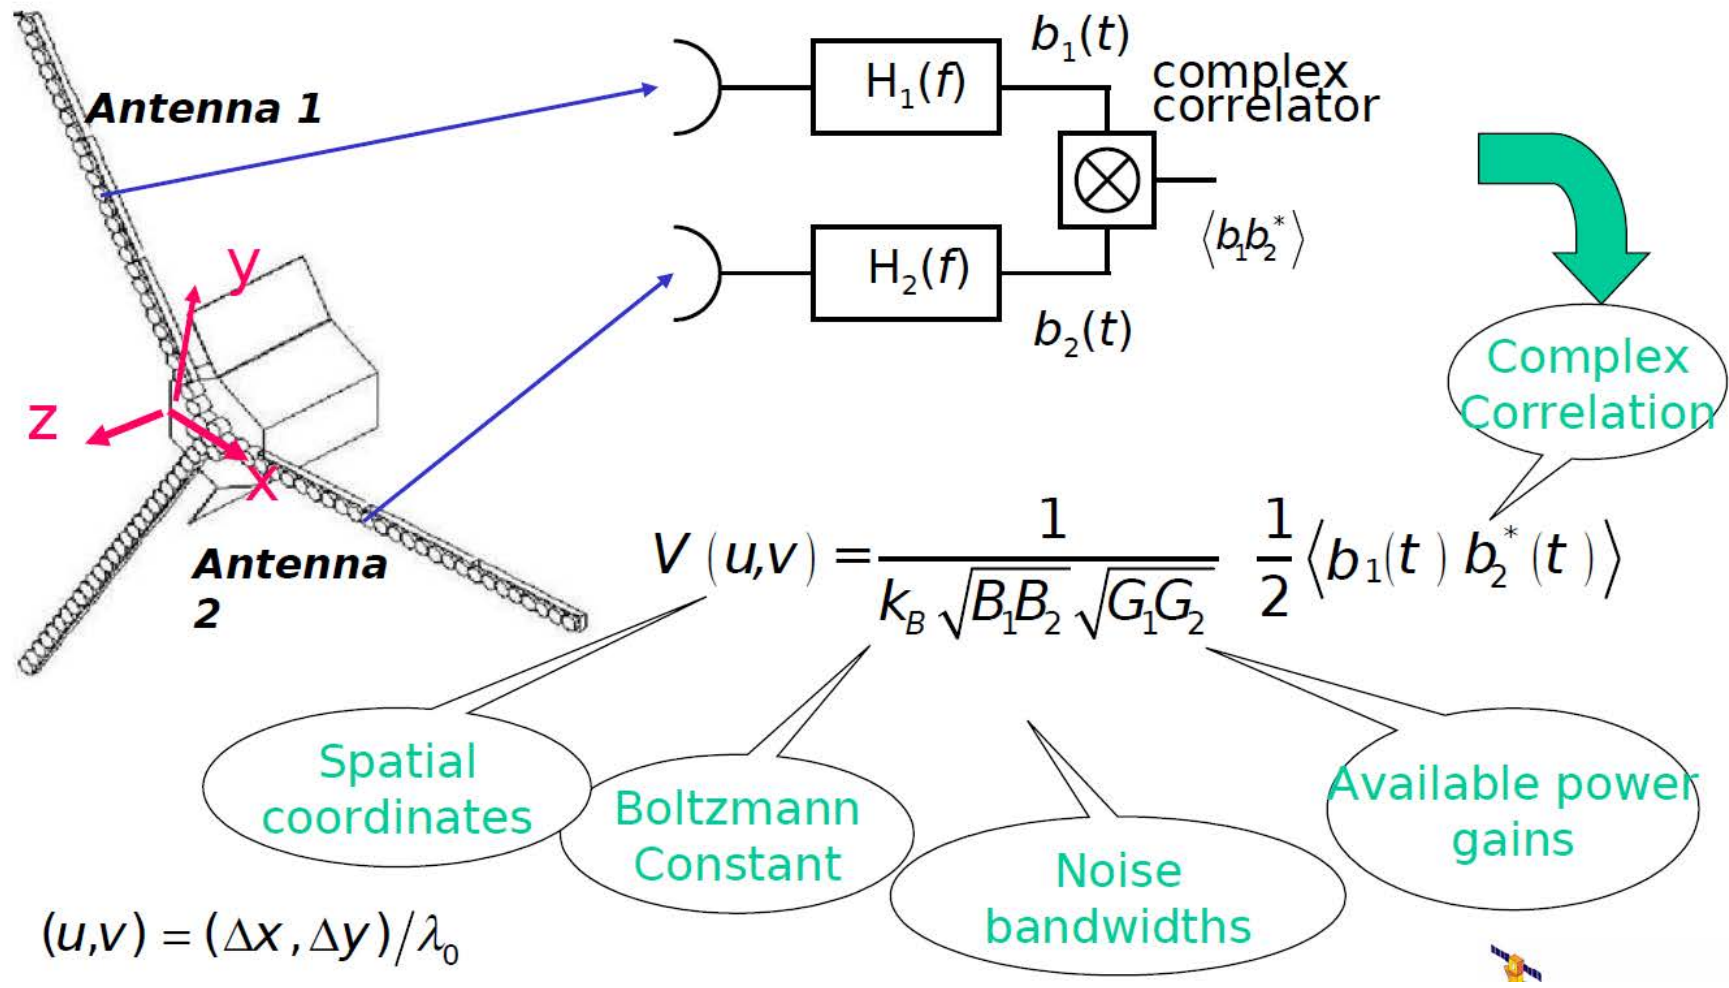 Antenna 1
H₁(f)
b₁(t)
complex
correlator
y
z
x
H₂(f)
b₂(t)
⟨b₁b₂*⟩
Complex
Correlation
Antenna
2
V (u,v) = 1 / (k_B √(B₁B₂) √(G₁G₂)) 1/2 ⟨b₁(t) b₂*(t)⟩
Spatial
coordinates
Boltzmann
Constant
Noise
bandwidths
Available power
gains
(u,v) = (Δx, Δy)/λ₀